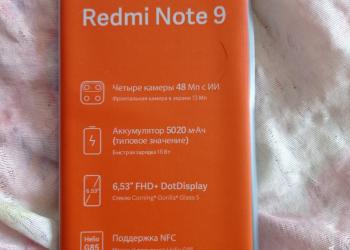 Redmi Note 9
Четыре камеры 48 Мп с ИИ
Фронтальная камера в экране 13 Мп
Аккумулятор 5020 м·Ач
(типовое значение)
Быстрая зарядка 18 Вт
6,53"
6,53" FHD+ DotDisplay
Стекло Corning® Gorilla® Glass 5
Helio
G85
Поддержка NFC